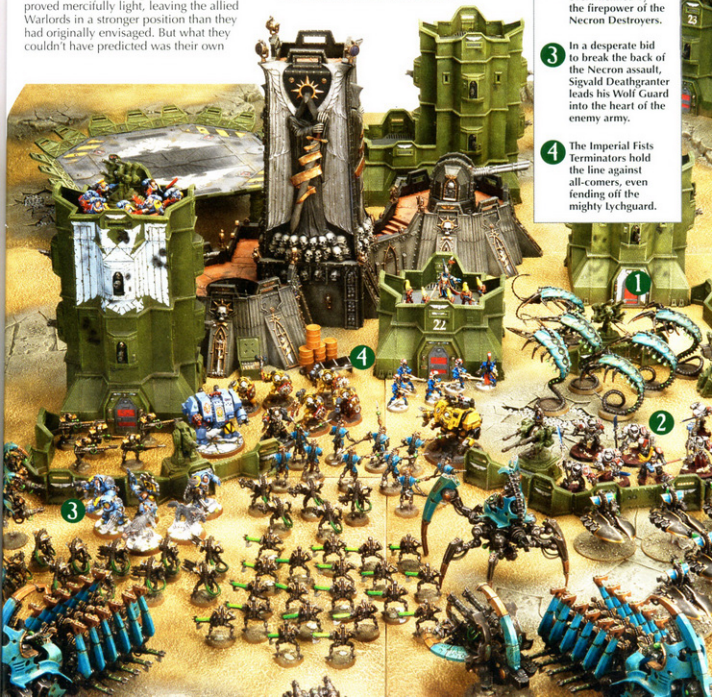 proved mercifully light, leaving the allied
Warlords in a stronger position than they
had originally envisaged. But what they
couldn't have predicted was their own
the firepower of the
Necron Destroyers.
3
In a desperate bid
to break the back of
the Necron assault,
Sigvald Deathgranter
leads his Wolf Guard
into the heart of the
enemy army.
4
The Imperial Fists
Terminators hold
the line against
all-comers, even
fending off the
mighty Lychguard.
23
1
22
4
2
3